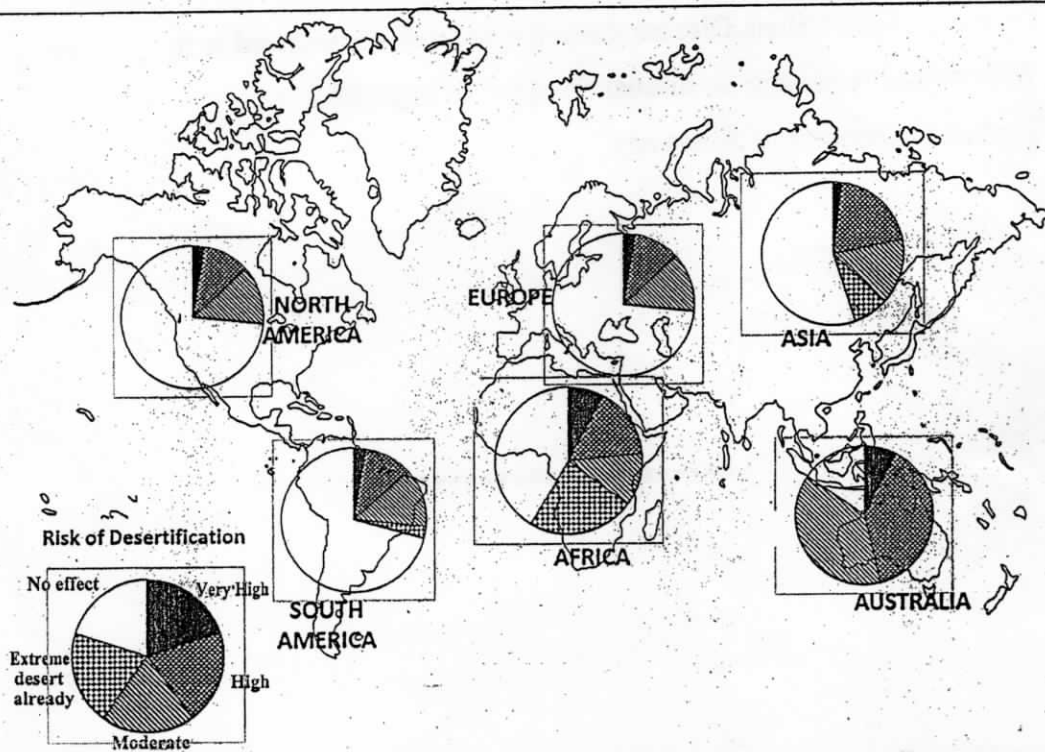 NORTH
AMERICA
EUROPE
ASIA
AFRICA
SOUTH
AMERICA
AUSTRALIA
Risk of Desertification
No effect
Very High
Extreme
desert
already
High
Moderate